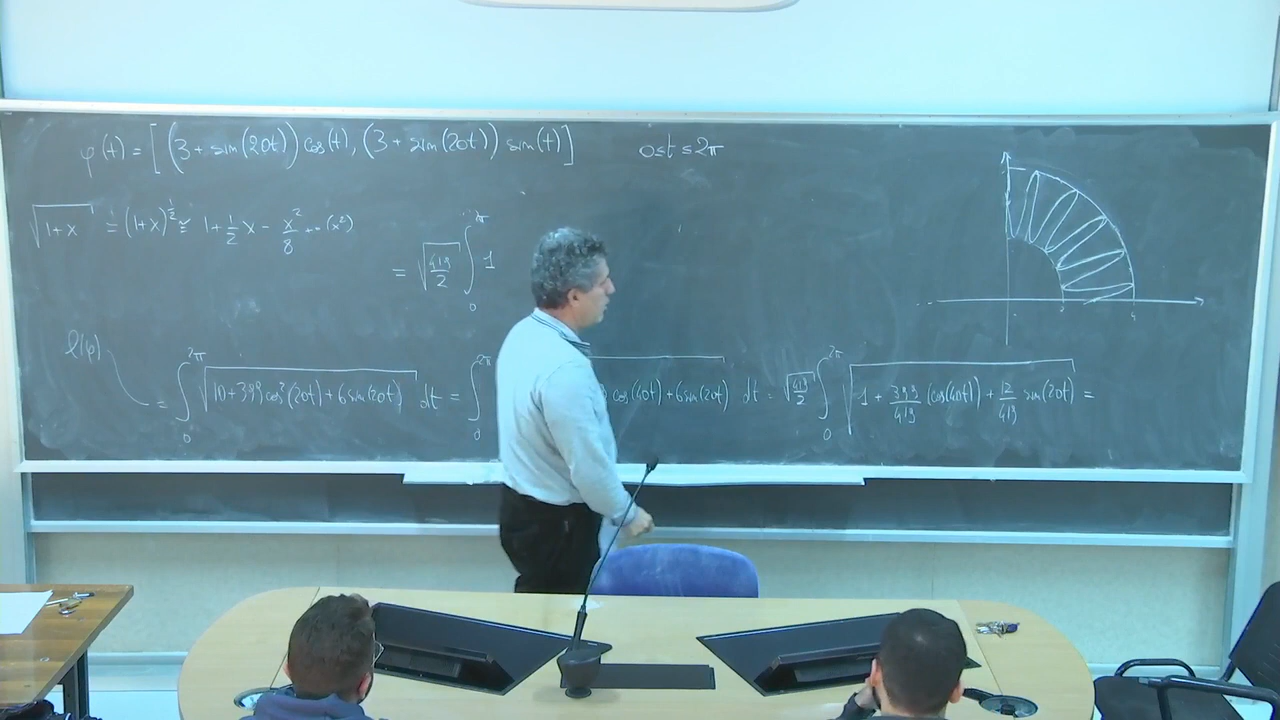 φ(t) = [(3 + sin(20t)) cos(t), (3 + sin(20t)) sin(t)] 0≤t≤2π
√(1+x) = (1+x)^(1/2) ≅ 1 + 1/2 x - x²/8 + o(x²)
= √(419/2) ∫₀^(2π) 1
ℓ(φ) = ∫₀^(2π) √(10 + 399 cos²(20t) + 6 sin(20t)) dt = ∫₀^(2π) cos(40t) + 6 sin(20t) dt = √(419/2) ∫₀^(2π) √(1 + 399/419 cos(40t) + 12/419 sin(20t)) =
4